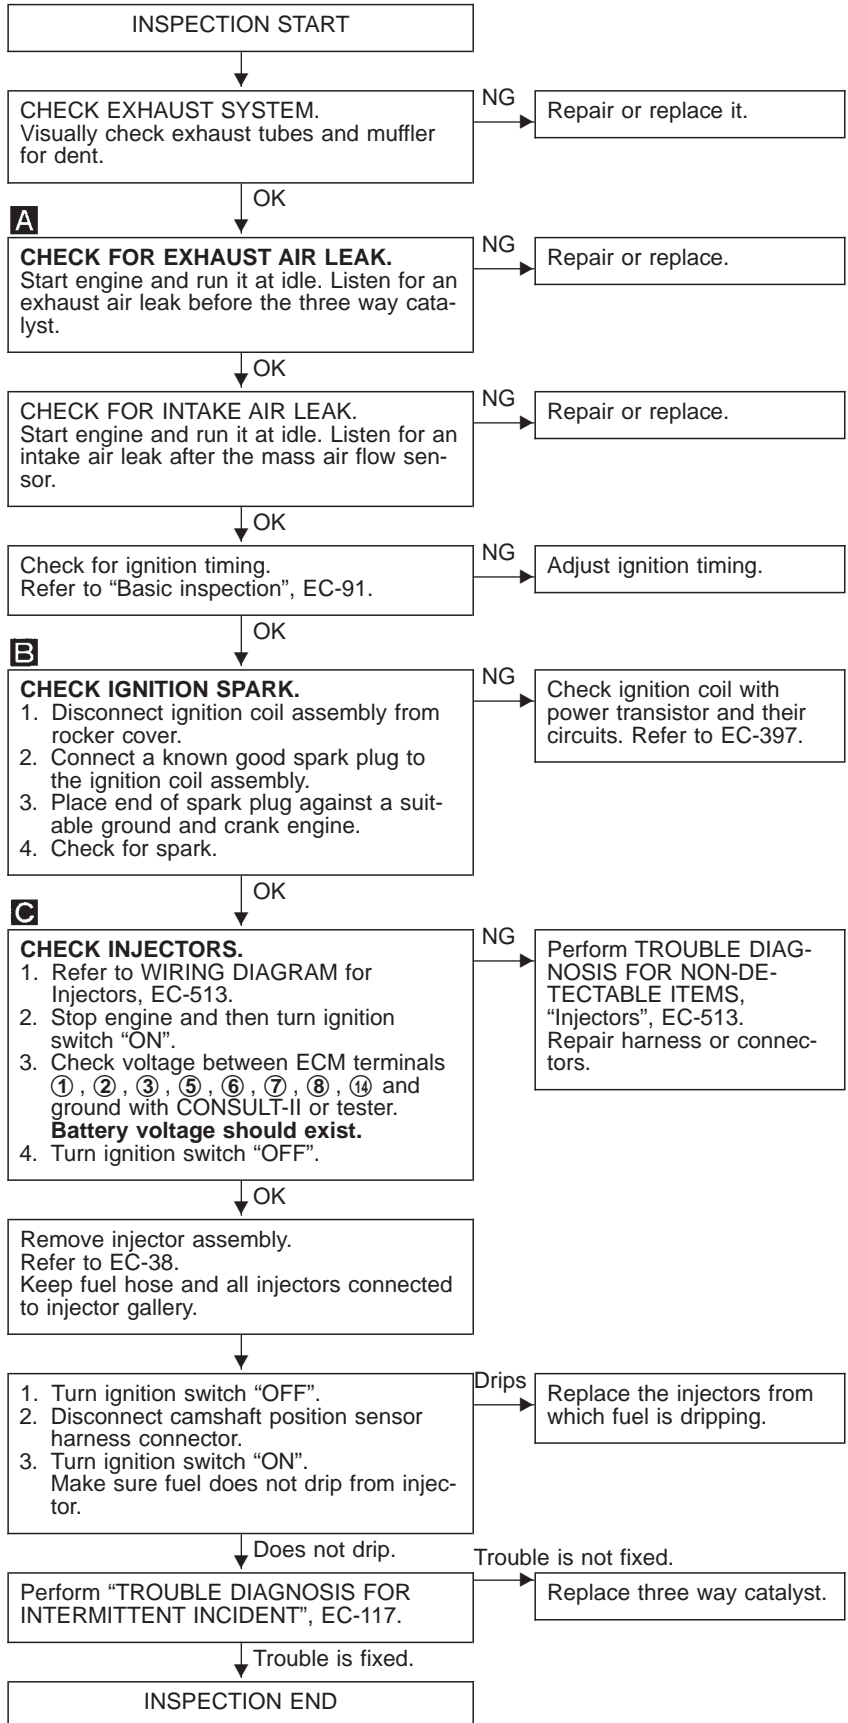 INSPECTION START
CHECK EXHAUST SYSTEM.
Visually check exhaust tubes and muffler
for dent.
NG
Repair or replace it.
OK
A
CHECK FOR EXHAUST AIR LEAK.
Start engine and run it at idle. Listen for an
exhaust air leak before the three way cata-
lyst.
NG
Repair or replace.
OK
CHECK FOR INTAKE AIR LEAK.
Start engine and run it at idle. Listen for an
intake air leak after the mass air flow sen-
sor.
NG
Repair or replace.
OK
Check for ignition timing.
Refer to “Basic inspection”, EC-91.
NG
Adjust ignition timing.
OK
B
CHECK IGNITION SPARK.
1. Disconnect ignition coil assembly from
rocker cover.
2. Connect a known good spark plug to
the ignition coil assembly.
3. Place end of spark plug against a suit-
able ground and crank engine.
4. Check for spark.
NG
Check ignition coil with
power transistor and their
circuits. Refer to EC-397.
OK
C
CHECK INJECTORS.
1. Refer to WIRING DIAGRAM for
Injectors, EC-513.
2. Stop engine and then turn ignition
switch “ON”.
3. Check voltage between ECM terminals
① , ② , ③ , ⑤ , ⑥ , ⑦ , ⑧ , ⑭ and
ground with CONSULT-II or tester.
Battery voltage should exist.
4. Turn ignition switch “OFF”.
NG
Perform TROUBLE DIAG-
NOSIS FOR NON-DE-
TECTABLE ITEMS,
“Injectors”, EC-513.
Repair harness or connec-
tors.
OK
Remove injector assembly.
Refer to EC-38.
Keep fuel hose and all injectors connected
to injector gallery.
1. Turn ignition switch “OFF”.
2. Disconnect camshaft position sensor
harness connector.
3. Turn ignition switch “ON”.
Make sure fuel does not drip from injec-
tor.
Drips
Replace the injectors from
which fuel is dripping.
Does not drip.
Perform “TROUBLE DIAGNOSIS FOR
INTERMITTENT INCIDENT”, EC-117.
Trouble is not fixed.
Replace three way catalyst.
Trouble is fixed.
INSPECTION END